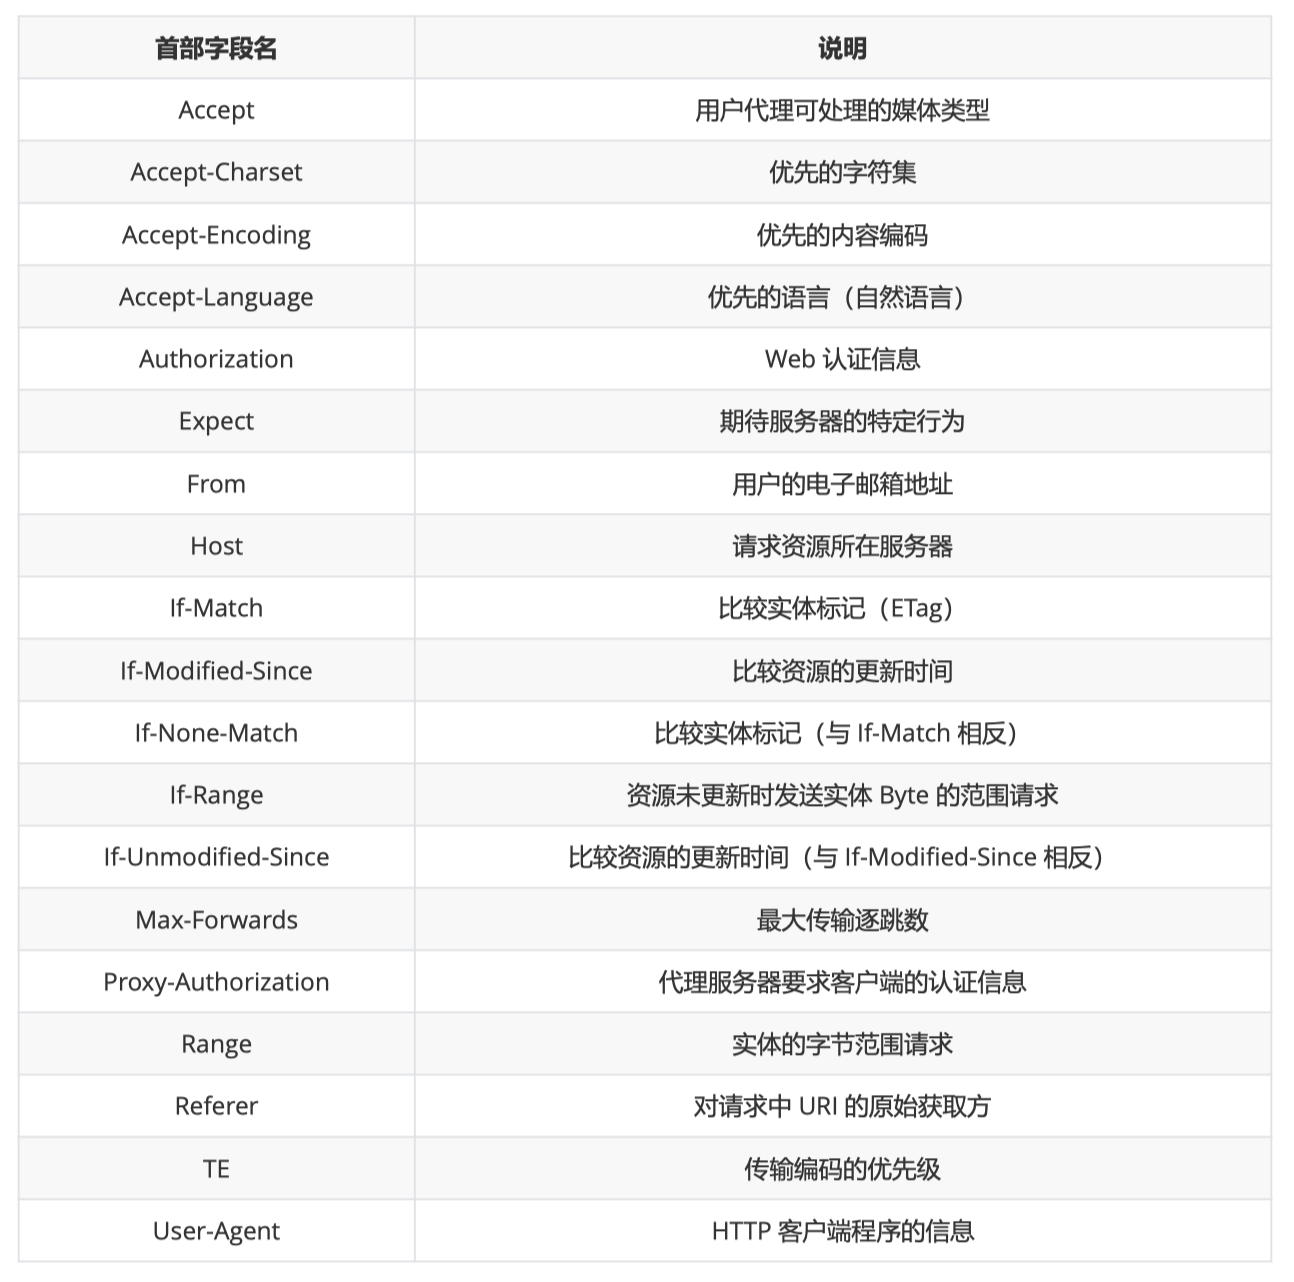 首部字段名 说明
Accept 用户代理可处理的媒体类型
Accept-Charset 优先的字符集
Accept-Encoding 优先的内容编码
Accept-Language 优先的语言（自然语言）
Authorization Web 认证信息
Expect 期待服务器的特定行为
From 用户的电子邮箱地址
Host 请求资源所在服务器
If-Match 比较实体标记（ETag）
If-Modified-Since 比较资源的更新时间
If-None-Match 比较实体标记（与 If-Match 相反）
If-Range 资源未更新时发送实体 Byte 的范围请求
If-Unmodified-Since 比较资源的更新时间（与 If-Modified-Since 相反）
Max-Forwards 最大传输逐跳数
Proxy-Authorization 代理服务器要求客户端的认证信息
Range 实体的字节范围请求
Referer 对请求中 URI 的原始获取方
TE 传输编码的优先级
User-Agent HTTP 客户端程序的信息